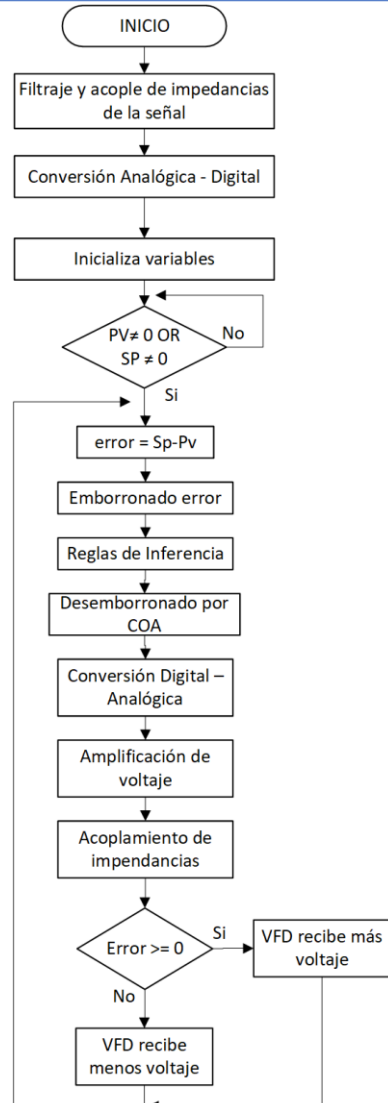 INICIO
Filtraje y acople de impedancias
de la señal
Conversión Analógica - Digital
Inicializa variables
PV≠ 0 OR
SP ≠ 0
No
Si
error = Sp-Pv
Emborronado error
Reglas de Inferencia
Desemborronado por
COA
Conversión Digital –
Analógica
Amplificación de
voltaje
Acoplamiento de
impendancias
Error >= 0
Si
VFD recibe más
voltaje
No
VFD recibe
menos voltaje